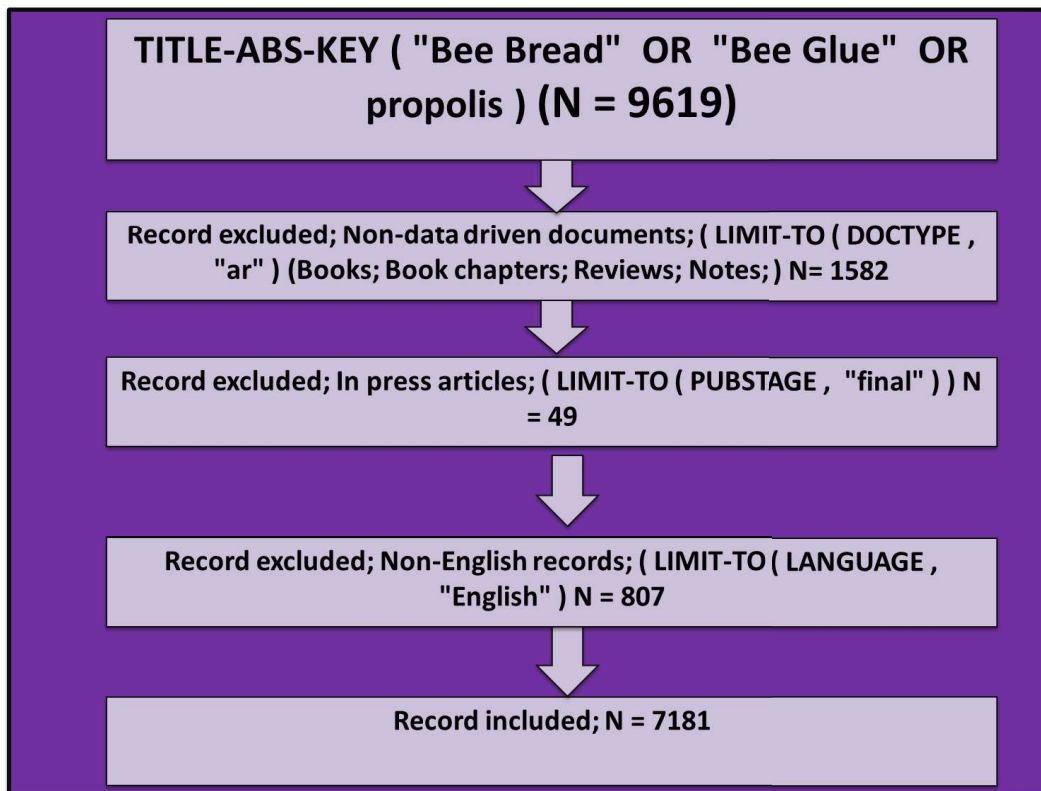 TITLE-ABS-KEY ( "Bee Bread" OR "Bee Glue" OR
propolis ) (N = 9619)
Record excluded; Non-data driven documents; ( LIMIT-TO ( DOCTYPE ,
"ar" ) (Books; Book chapters; Reviews; Notes;) N= 1582
Record excluded; In press articles; ( LIMIT-TO ( PUBSTAGE , "final" ) ) N
= 49
Record excluded; Non-English records; ( LIMIT-TO ( LANGUAGE ,
"English" ) N = 807
Record included; N = 7181